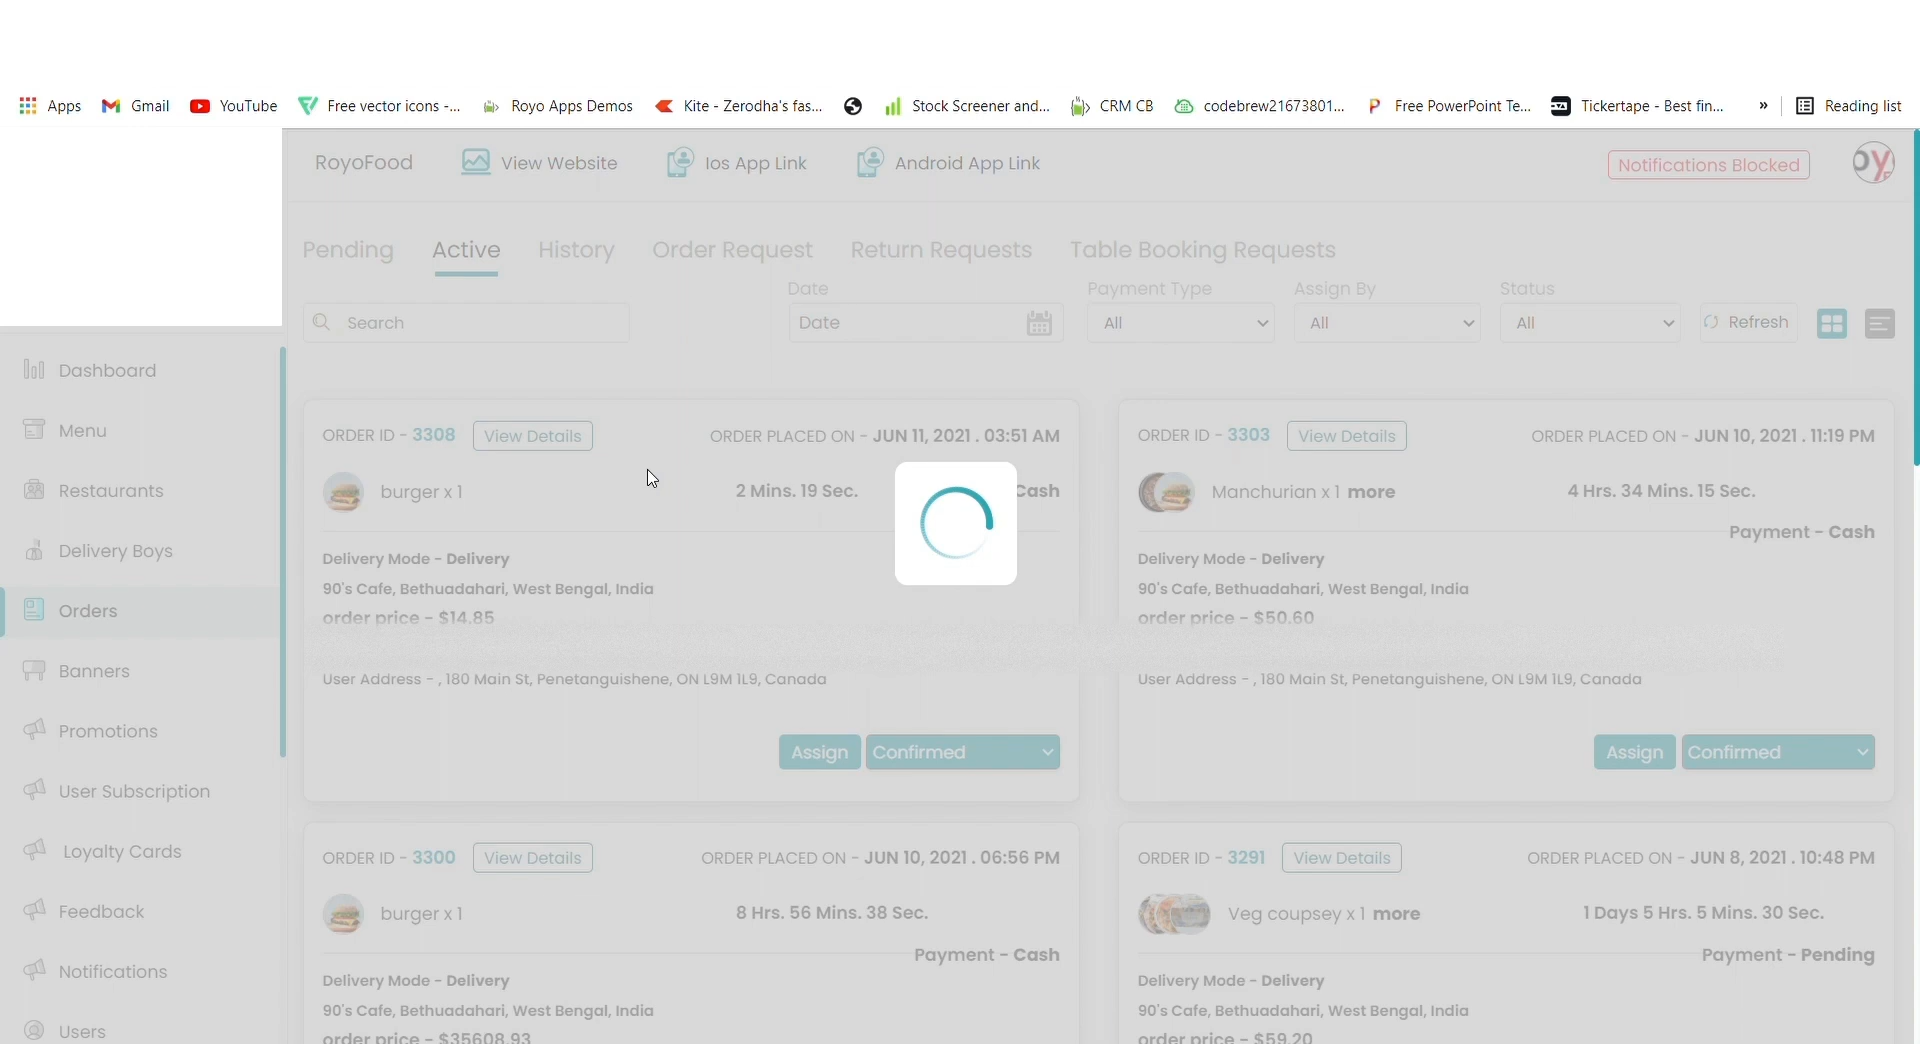 Apps Gmail YouTube Free vector icons -... Royo Apps Demos Kite - Zerodha's fas... Stock Screener and... CRM CB codebrew21673801... Free PowerPoint Te... Tickertape - Best fin... » Reading list
RoyoFood View Website Ios App Link Android App Link Notifications Blocked
Pending Active History Order Request Return Requests Table Booking Requests
Date Payment Type Assign By Status
Search Date All All All Refresh
Dashboard
Menu
Restaurants
Delivery Boys
Orders
Banners
Promotions
User Subscription
Loyalty Cards
Feedback
Notifications
Users
ORDER ID - 3308 View Details ORDER PLACED ON - JUN 11, 2021 . 03:51 AM
burger x 1 2 Mins. 19 Sec. Cash
Delivery Mode - Delivery
90's Cafe, Bethuadahari, West Bengal, India
order price - $14.85
User Address - , 180 Main St, Penetanguishene, ON L9M 1L9, Canada
Assign Confirmed
ORDER ID - 3303 View Details ORDER PLACED ON - JUN 10, 2021 . 11:19 PM
Manchurian x 1 more 4 Hrs. 34 Mins. 15 Sec.
Payment - Cash
Delivery Mode - Delivery
90's Cafe, Bethuadahari, West Bengal, India
order price - $50.60
User Address - , 180 Main St, Penetanguishene, ON L9M 1L9, Canada
Assign Confirmed
ORDER ID - 3300 View Details ORDER PLACED ON - JUN 10, 2021 . 06:56 PM
burger x 1 8 Hrs. 56 Mins. 38 Sec.
Payment - Cash
Delivery Mode - Delivery
90's Cafe, Bethuadahari, West Bengal, India
order price - $35608.93
ORDER ID - 3291 View Details ORDER PLACED ON - JUN 8, 2021 . 10:48 PM
Veg coupsey x 1 more 1 Days 5 Hrs. 5 Mins. 30 Sec.
Payment - Pending
Delivery Mode - Delivery
90's Cafe, Bethuadahari, West Bengal, India
order price - $59.20